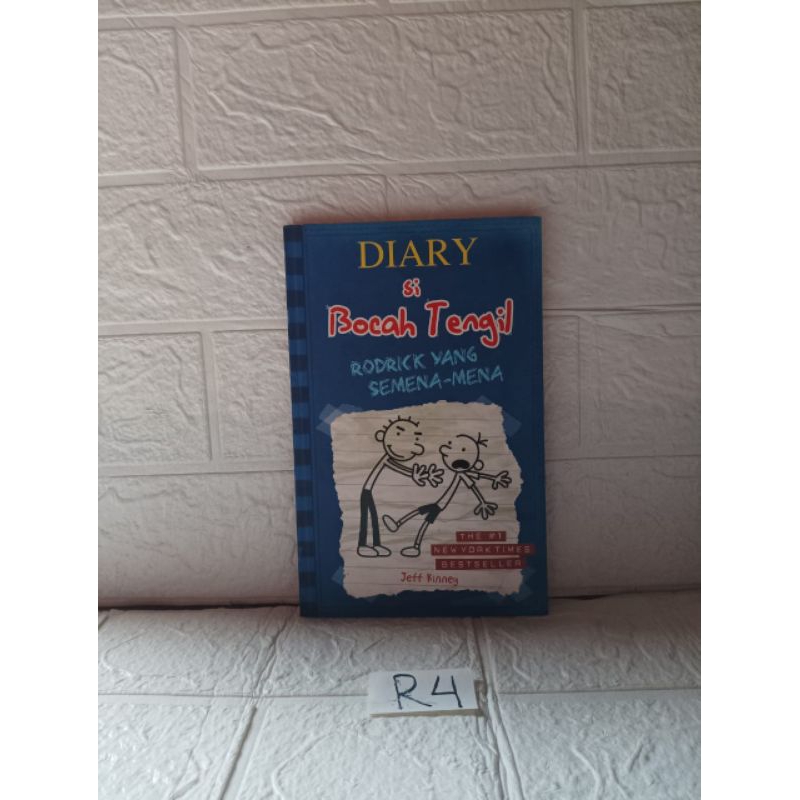 DIARY
si
Bocah Tengil
RODRICK YANG
SEMENA-MENA
THE #1
NEW YORK TIMES
BESTSELLER
Jeff Kinney
R4